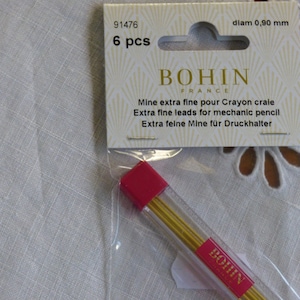 91476
diam 0,90 mm
6 pcs
BOHIN
FRANCE
Mine extra fine pour Crayon craie
Extra fine leads for mechanic pencil
Extra feine Mine für Druckhalter
BOHIN